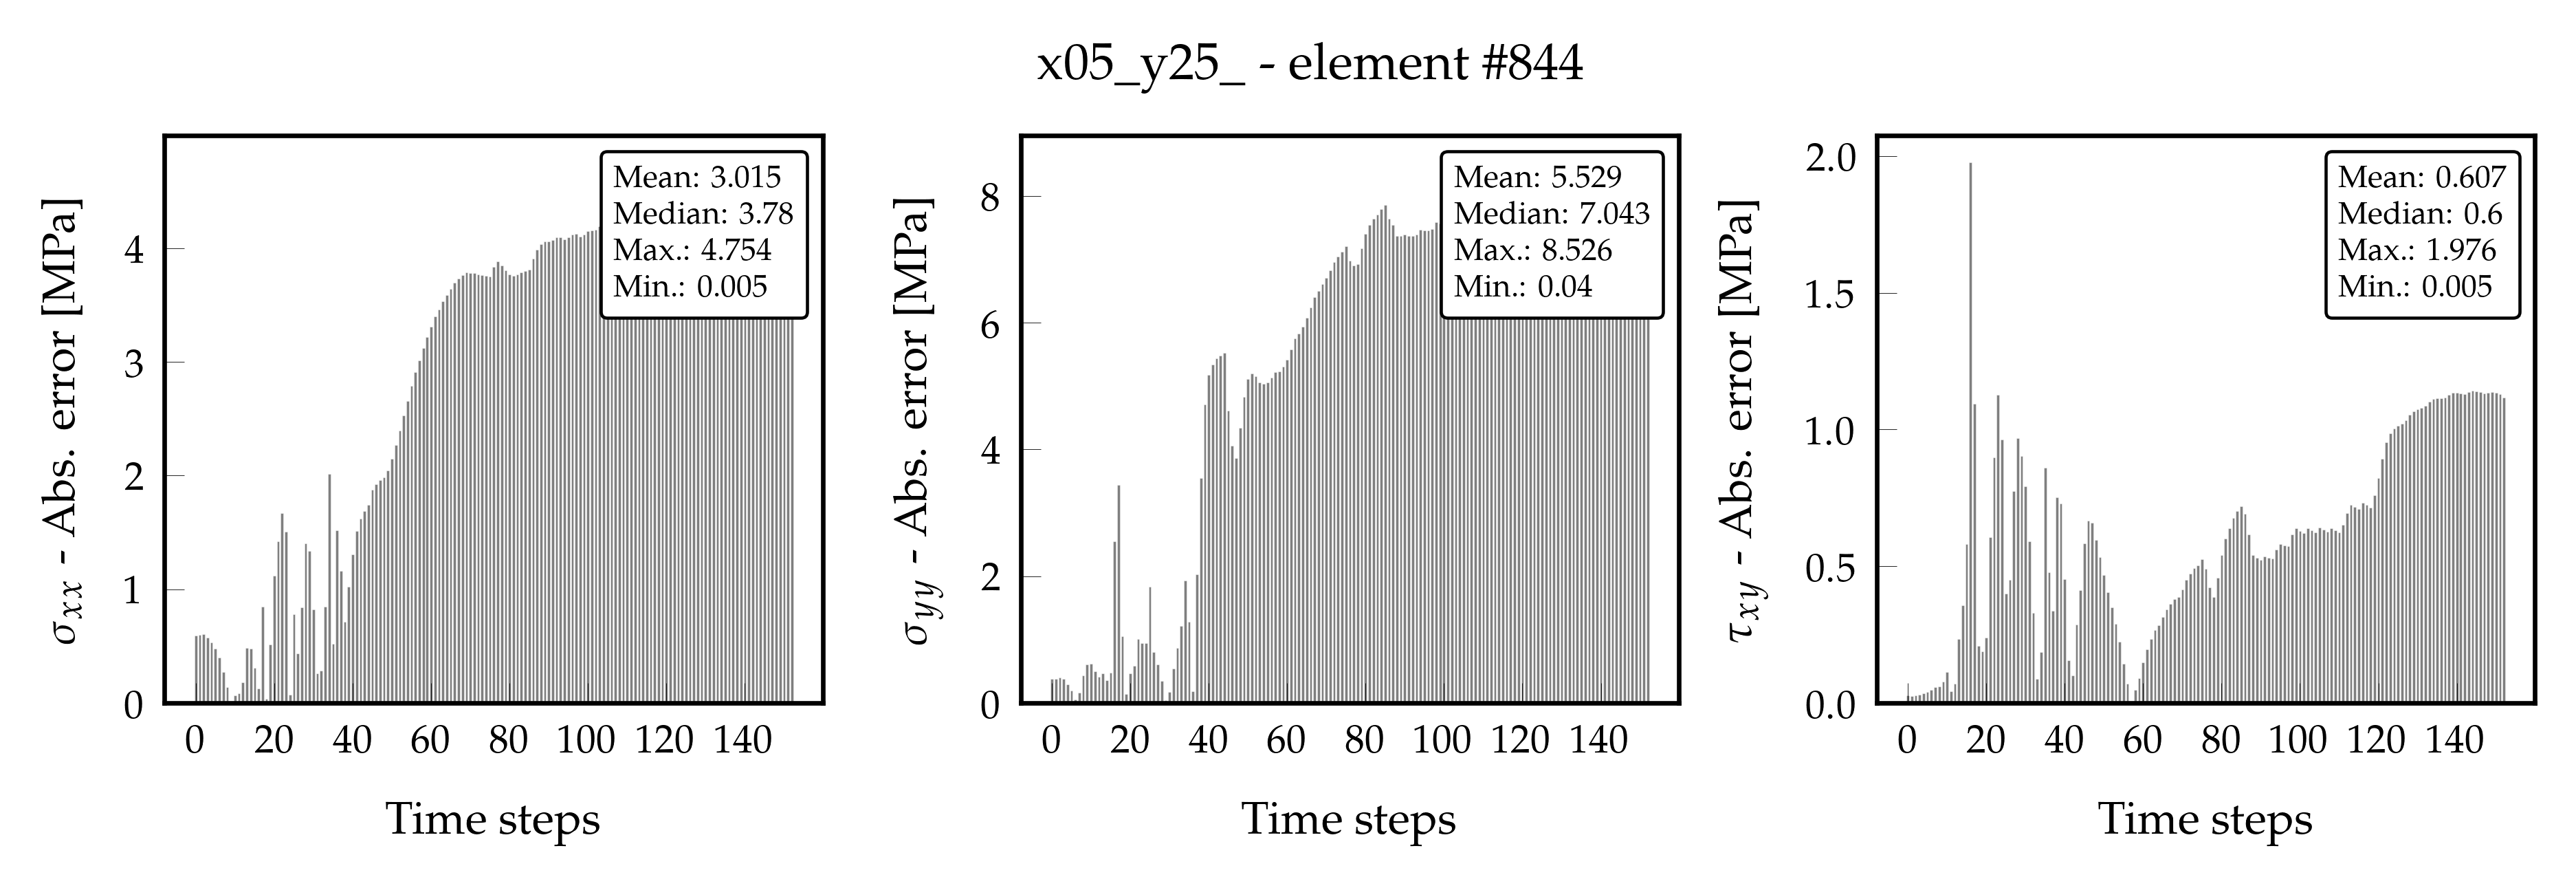 x05_y25_ - element #844
σxx - Abs. error [MPa]
4
3
2
1
0
Mean: 3.015
Median: 3.78
Max.: 4.754
Min.: 0.005
0 20 40 60 80 100 120 140
Time steps
σyy - Abs. error [MPa]
8
6
4
2
0
Mean: 5.529
Median: 7.043
Max.: 8.526
Min.: 0.04
0 20 40 60 80 100 120 140
Time steps
τxy - Abs. error [MPa]
2.0
1.5
1.0
0.5
0.0
Mean: 0.607
Median: 0.6
Max.: 1.976
Min.: 0.005
0 20 40 60 80 100 120 140
Time steps